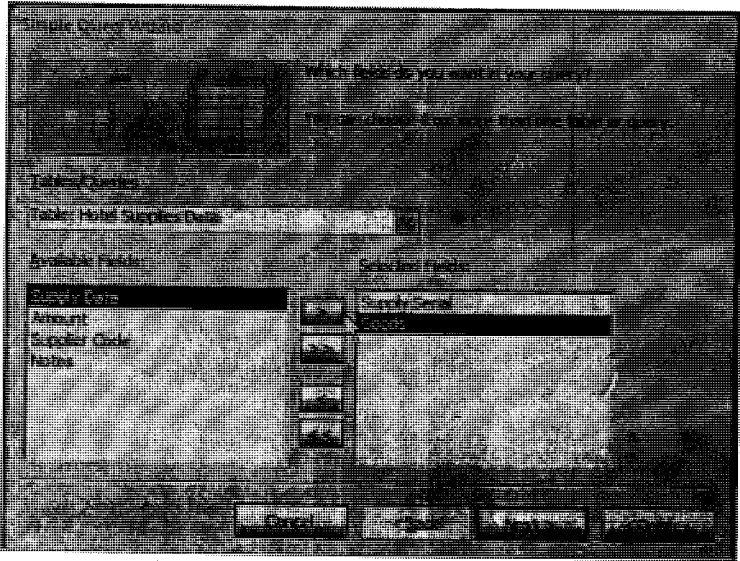 Simple Query Wizard
Which fields do you want in your query?
You can choose from more than one table or query.
Tables/Queries
Table: Hotel Supplies Data
Available Fields:
Selected Fields:
Supply Date
Amount
Supplier Code
Notes
Supply Serial
Goods
>
>>
<
<<
Cancel
< Back
Next >
Finish